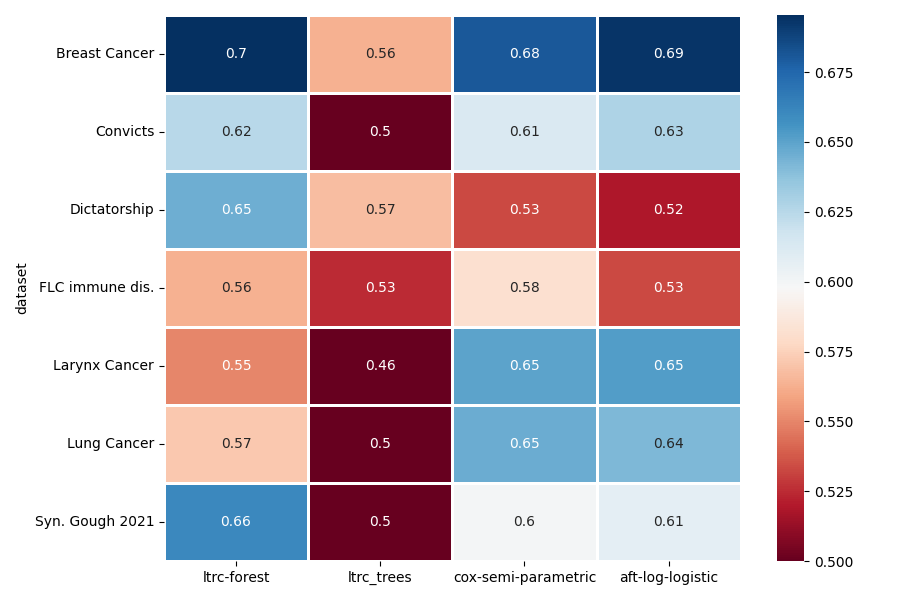 dataset
Breast Cancer 0.7 0.56 0.68 0.69
Convicts 0.62 0.5 0.61 0.63
Dictatorship 0.65 0.57 0.53 0.52
FLC immune dis. 0.56 0.53 0.58 0.53
Larynx Cancer 0.55 0.46 0.65 0.65
Lung Cancer 0.57 0.5 0.65 0.64
Syn. Gough 2021 0.66 0.5 0.6 0.61
ltrc-forest ltrc_trees cox-semi-parametric aft-log-logistic
0.675
0.650
0.625
0.600
0.575
0.550
0.525
0.500